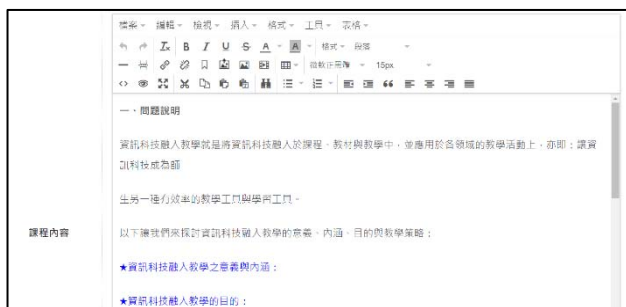 檔案 編輯 檢視 插入 格式 工具 表格
B I U S A A 格式 段落
微軟正黑體 15px
一、問題說明
資訊科技融入教學就是將資訊科技融入於課程、教材與教學中，並應用於各領域的教學活動上，亦即：讓資
訊科技成為師
生另一種有效率的教學工具與學習工具。
課程內容
以下讓我們來探討資訊科技融入教學的意義、內涵、目的與教學策略：
★資訊科技融入教學之意義與內涵：
★資訊科技融入教學的目的：